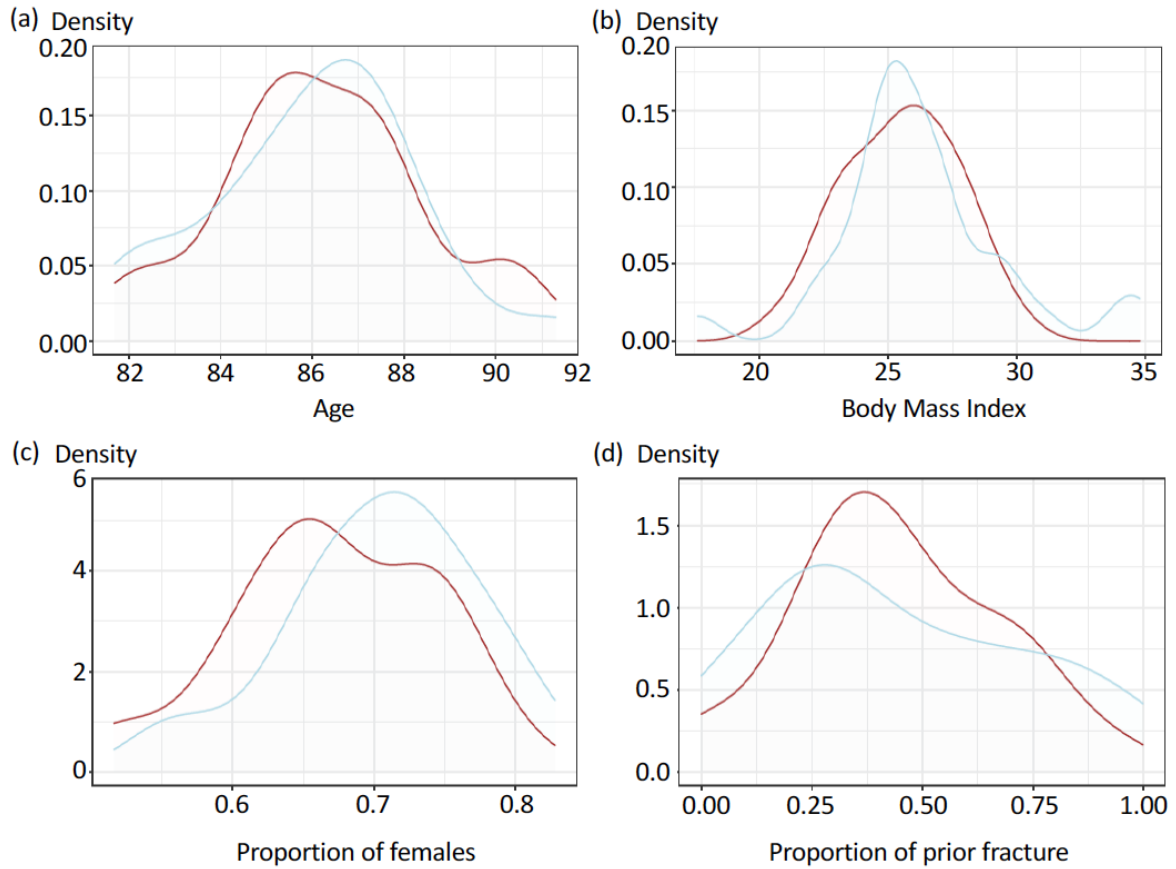 (a) Density
0.20
0.15
0.10
0.05
0.00
82 84 86 88 90 92
Age
(b) Density
0.20
0.15
0.10
0.05
0.00
20 25 30 35
Body Mass Index
(c) Density
6
4
2
0
0.6 0.7 0.8
Proportion of females
(d) Density
1.5
1.0
0.5
0.0
0.00 0.25 0.50 0.75 1.00
Proportion of prior fracture